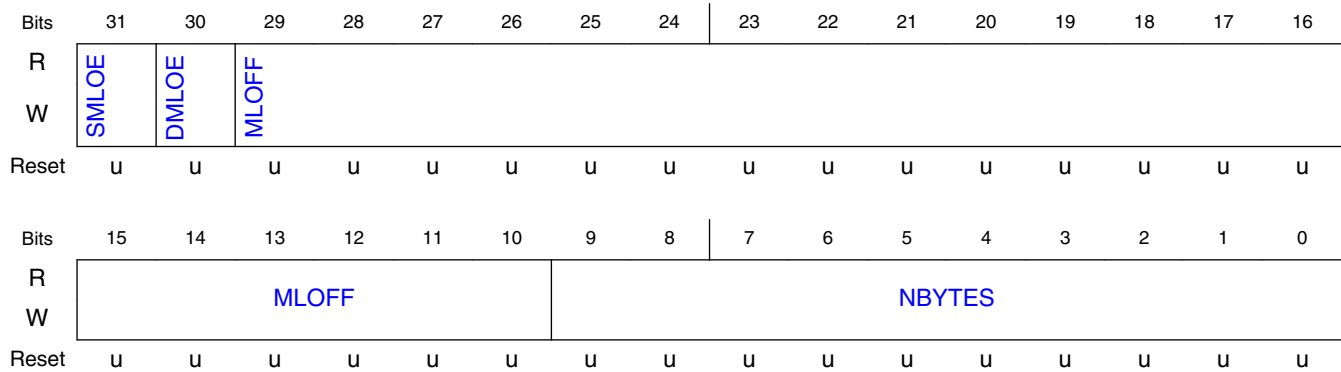 Bits 31 30 29 28 27 26 25 24 23 22 21 20 19 18 17 16
R
W
SMLOE DMLOE MLOFF
Reset u u u u u u u u u u u u u u u u
Bits 15 14 13 12 11 10 9 8 7 6 5 4 3 2 1 0
R
MLOFF NBYTES
W
Reset u u u u u u u u u u u u u u u u